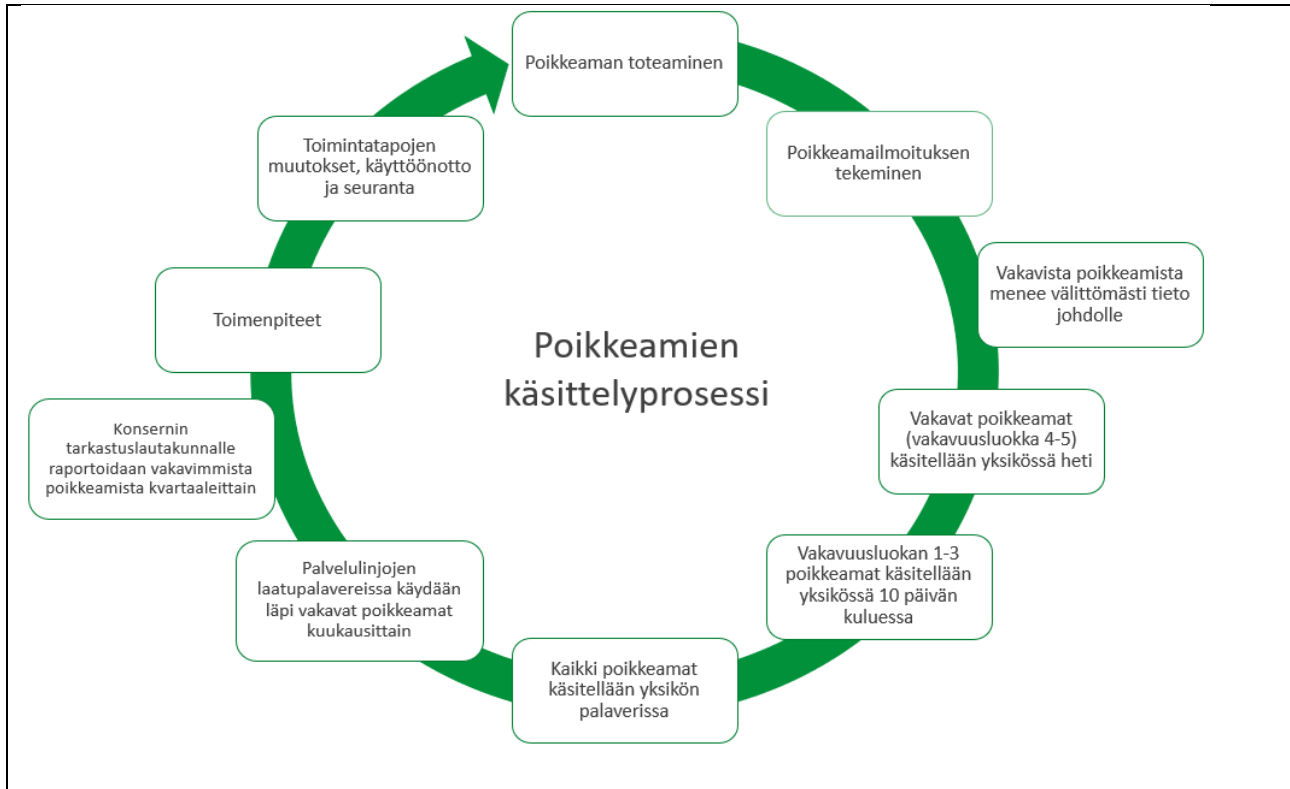 Poikkeaman toteaminen
Poikkeamailmoituksen
tekeminen
Vakavista poikkeamista
menee välittömästi tieto
johdolle
Vakavat poikkeamat
(vakavuusluokka 4-5)
käsitellään yksikössä heti
Vakavuusluokan 1-3
poikkeamat käsitellään
yksikössä 10 päivän
kuluessa
Kaikki poikkeamat
käsitellään yksikön
palaverissa
Palvelulinjojen
laatupalavereissa käydään
läpi vakavat poikkeamat
kuukausittain
Konsernin
tarkastuslautakunnalle
raportoidaan vakavimmista
poikkeamista kvartaaleittain
Toimenpiteet
Toimintatapojen
muutokset, käyttöönotto
ja seuranta
Poikkeamien
käsittelyprosessi